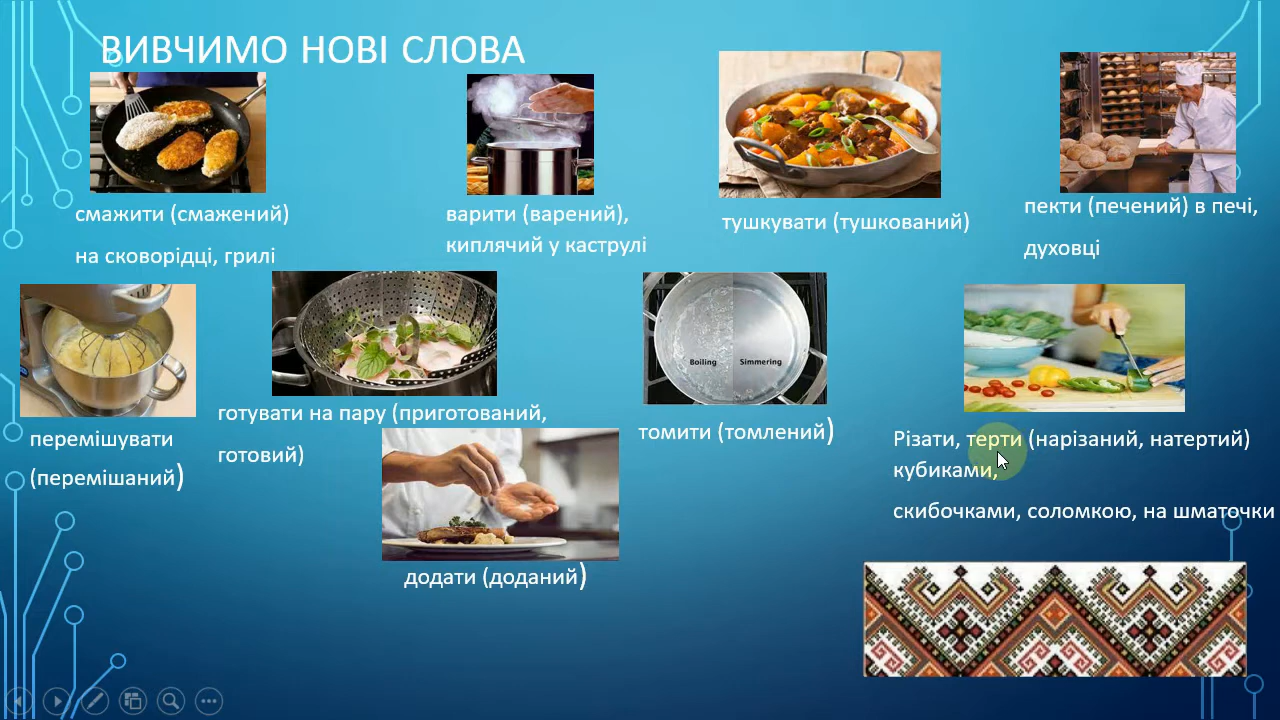 ВИВЧИМО НОВІ СЛОВА
смажити (смажений)
на сковорідці, грилі
варити (варений),
киплячий у каструлі
тушкувати (тушкований)
пекти (печений) в печі,
духовці
перемішувати
(перемішаний)
готувати на пару (приготований,
готовий)
Boiling
Simmering
томити (томлений)
Різати, терти (нарізаний, натертий)
кубиками,
скибочками, соломкою, на шматочки
додати (доданий)